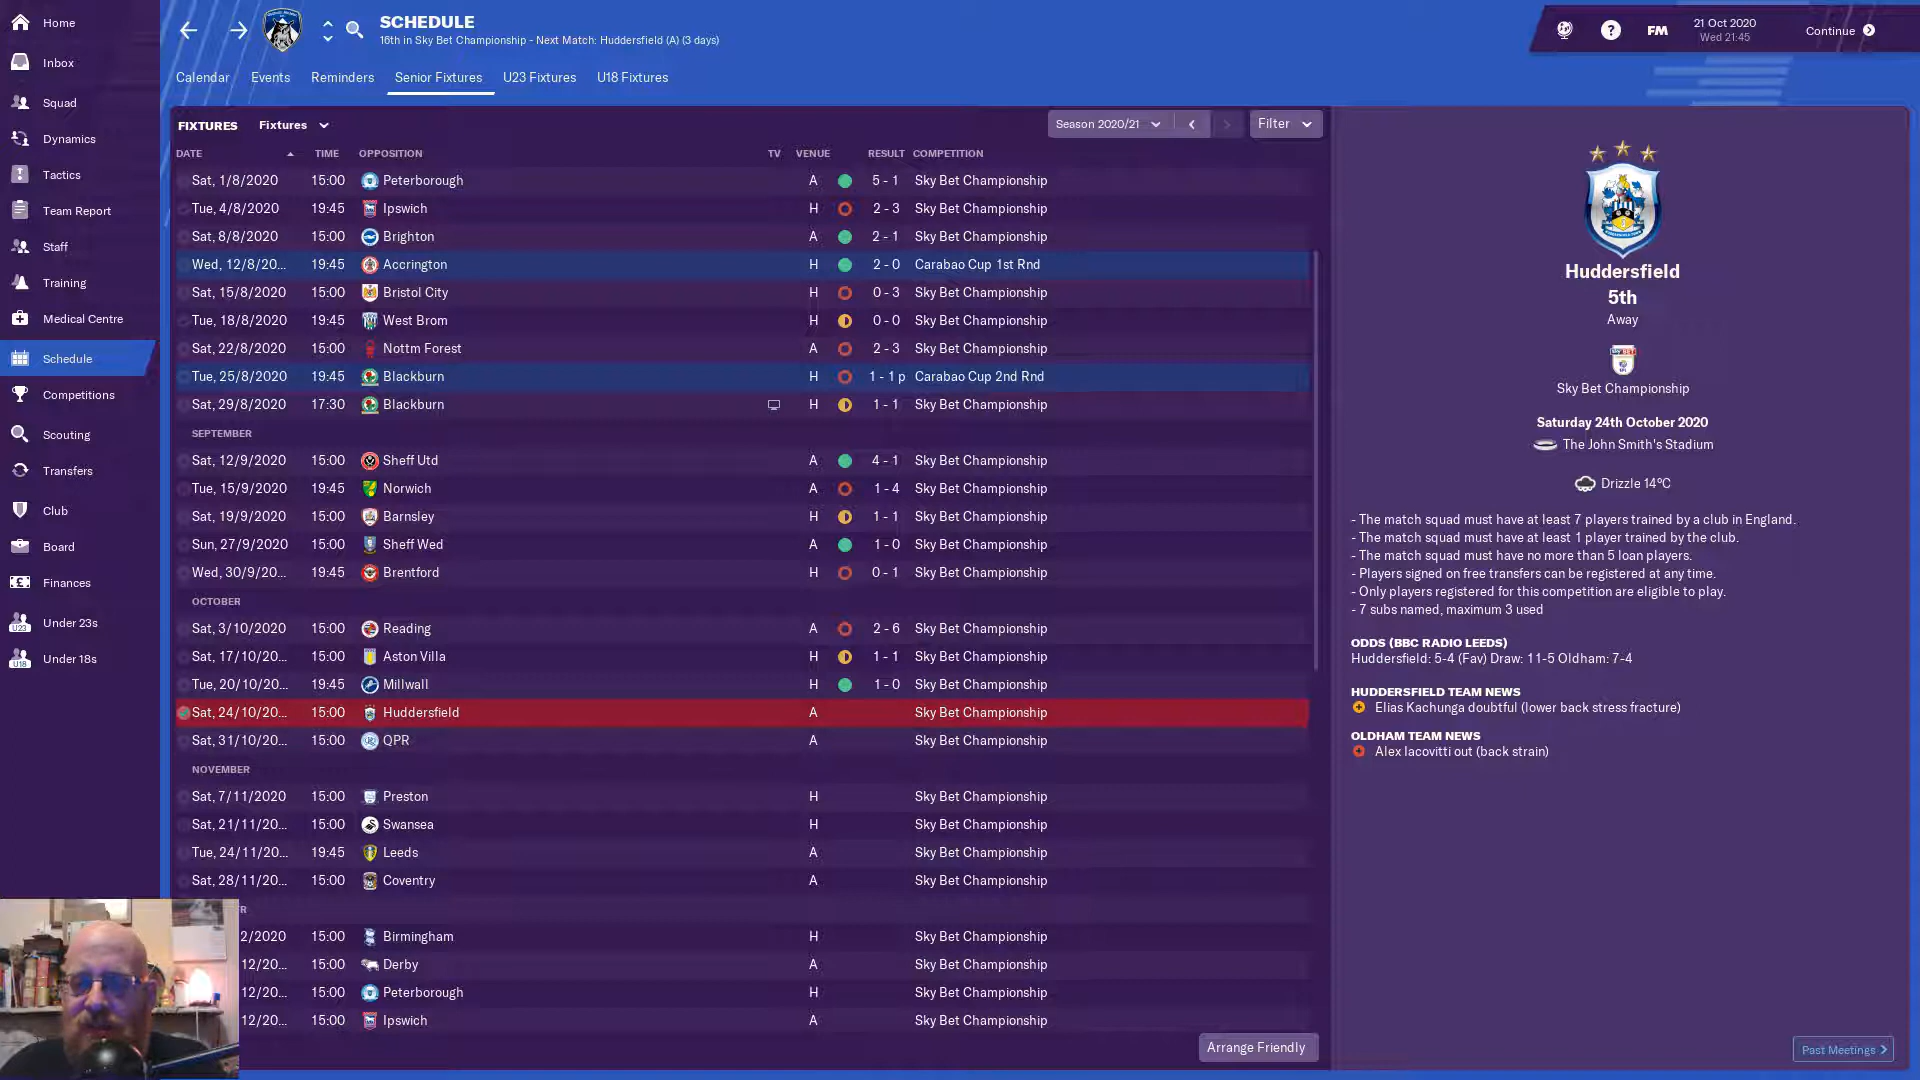 Home
Inbox
Squad
Dynamics
Tactics
Team Report
Staff
Training
Medical Centre
Schedule
Competitions
Scouting
Transfers
Club
Board
Finances
U23 Under 23s
U18 Under 18s
SCHEDULE
16th in Sky Bet Championship - Next Match: Huddersfield (A) (3 days)
? FM 21 Oct 2020
Wed 21:45
Continue
Calendar Events Reminders Senior Fixtures U23 Fixtures U18 Fixtures
FIXTURES Fixtures Season 2020/21 Filter
DATE TIME OPPOSITION TV VENUE RESULT COMPETITION
Sat, 1/8/2020 15:00 Peterborough A 5 - 1 Sky Bet Championship
Tue, 4/8/2020 19:45 Ipswich H 2 - 3 Sky Bet Championship
Sat, 8/8/2020 15:00 Brighton A 2 - 1 Sky Bet Championship
Wed, 12/8/20... 19:45 Accrington H 2 - 0 Carabao Cup 1st Rnd
Sat, 15/8/2020 15:00 Bristol City H 0 - 3 Sky Bet Championship
Tue, 18/8/2020 19:45 West Brom H 0 - 0 Sky Bet Championship
Sat, 22/8/2020 15:00 Nottm Forest A 2 - 3 Sky Bet Championship
Tue, 25/8/2020 19:45 Blackburn H 1 - 1 p Carabao Cup 2nd Rnd
Sat, 29/8/2020 17:30 Blackburn H 1 - 1 Sky Bet Championship
SEPTEMBER
Sat, 12/9/2020 15:00 Sheff Utd A 4 - 1 Sky Bet Championship
Tue, 15/9/2020 19:45 Norwich A 1 - 4 Sky Bet Championship
Sat, 19/9/2020 15:00 Barnsley H 1 - 1 Sky Bet Championship
Sun, 27/9/2020 15:00 Sheff Wed A 1 - 0 Sky Bet Championship
Wed, 30/9/20... 19:45 Brentford H 0 - 1 Sky Bet Championship
OCTOBER
Sat, 3/10/2020 15:00 Reading A 2 - 6 Sky Bet Championship
Sat, 17/10/20... 15:00 Aston Villa H 1 - 1 Sky Bet Championship
Tue, 20/10/20... 19:45 Millwall H 1 - 0 Sky Bet Championship
Sat, 24/10/20... 15:00 Huddersfield A Sky Bet Championship
Sat, 31/10/20... 15:00 QPR A Sky Bet Championship
NOVEMBER
Sat, 7/11/2020 15:00 Preston H Sky Bet Championship
Sat, 21/11/20... 15:00 Swansea H Sky Bet Championship
Tue, 24/11/20... 19:45 Leeds A Sky Bet Championship
Sat, 28/11/20... 15:00 Coventry A Sky Bet Championship
R
2/2020 15:00 Birmingham H Sky Bet Championship
12/20... 15:00 Derby A Sky Bet Championship
12/20... 15:00 Peterborough H Sky Bet Championship
12/20... 15:00 Ipswich A Sky Bet Championship
Arrange Friendly
Huddersfield
5th
Away
Sky Bet Championship
Saturday 24th October 2020
The John Smith's Stadium
Drizzle 14°C
- The match squad must have at least 7 players trained by a club in England.
- The match squad must have at least 1 player trained by the club.
- The match squad must have no more than 5 loan players.
- Players signed on free transfers can be registered at any time.
- Only players registered for this competition are eligible to play.
- 7 subs named, maximum 3 used
ODDS (BBC RADIO LEEDS)
Huddersfield: 5-4 (Fav) Draw: 11-5 Oldham: 7-4
HUDDERSFIELD TEAM NEWS
Elias Kachunga doubtful (lower back stress fracture)
OLDHAM TEAM NEWS
Alex Iacovitti out (back strain)
Past Meetings